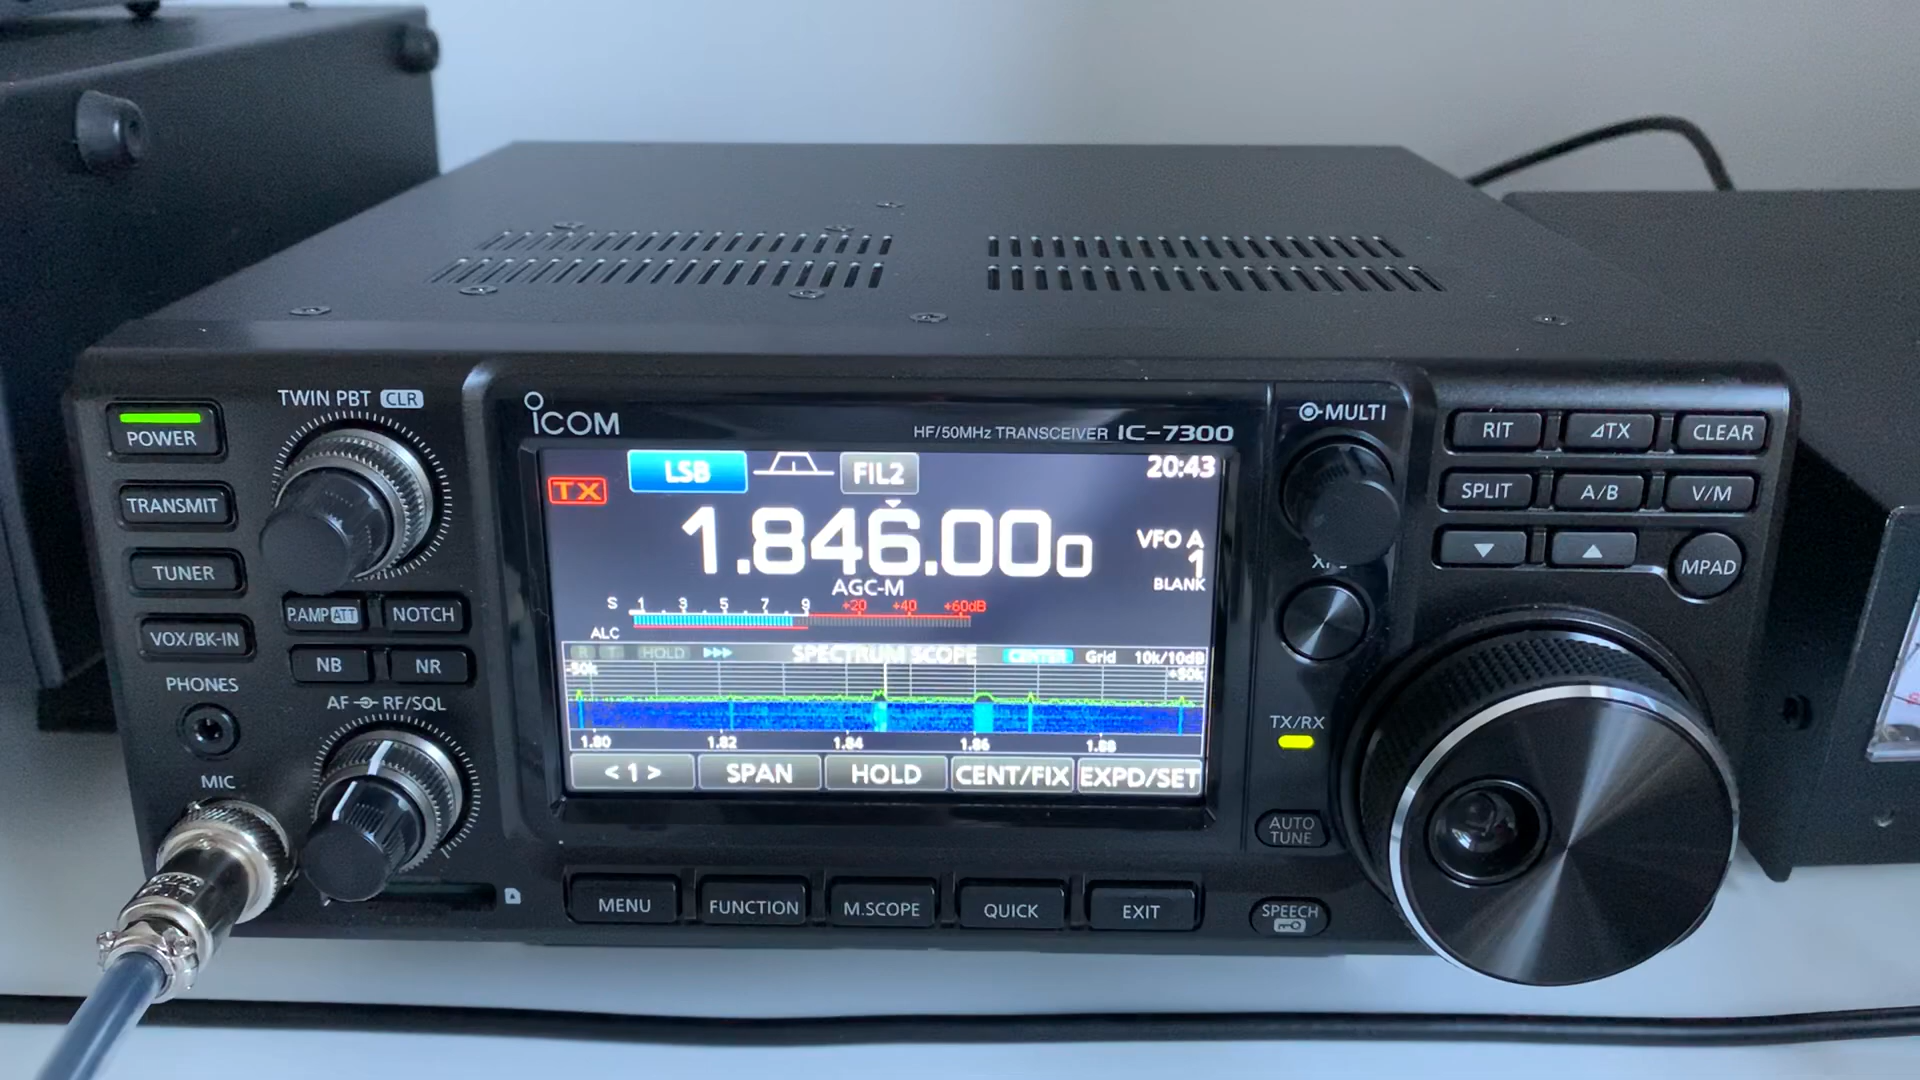 TWIN PBT CLR
POWER
TRANSMIT
TUNER
P.AMP ATT
NOTCH
VOX/BK-IN
NB
NR
PHONES
AF RF/SQL
MIC
ICOM
HF/50MHz TRANSCEIVER IC-7300
TX
LSB
FIL2
20:43
1.846.000
VFO A
1
BLANK
AGC-M
S 1 3 5 7 9 +20 +40 +60dB
ALC
HOLD
SPECTRUM SCOPE
CENTER
Grid
10k/10dB
-50k
+50k
1.80 1.82 1.84 1.86 1.88
< 1 >
SPAN
HOLD
CENT/FIX
EXPD/SET
MENU
FUNCTION
M.SCOPE
QUICK
EXIT
MULTI
TX/RX
AUTO
TUNE
SPEECH
RIT
⊿TX
CLEAR
SPLIT
A/B
V/M
MPAD